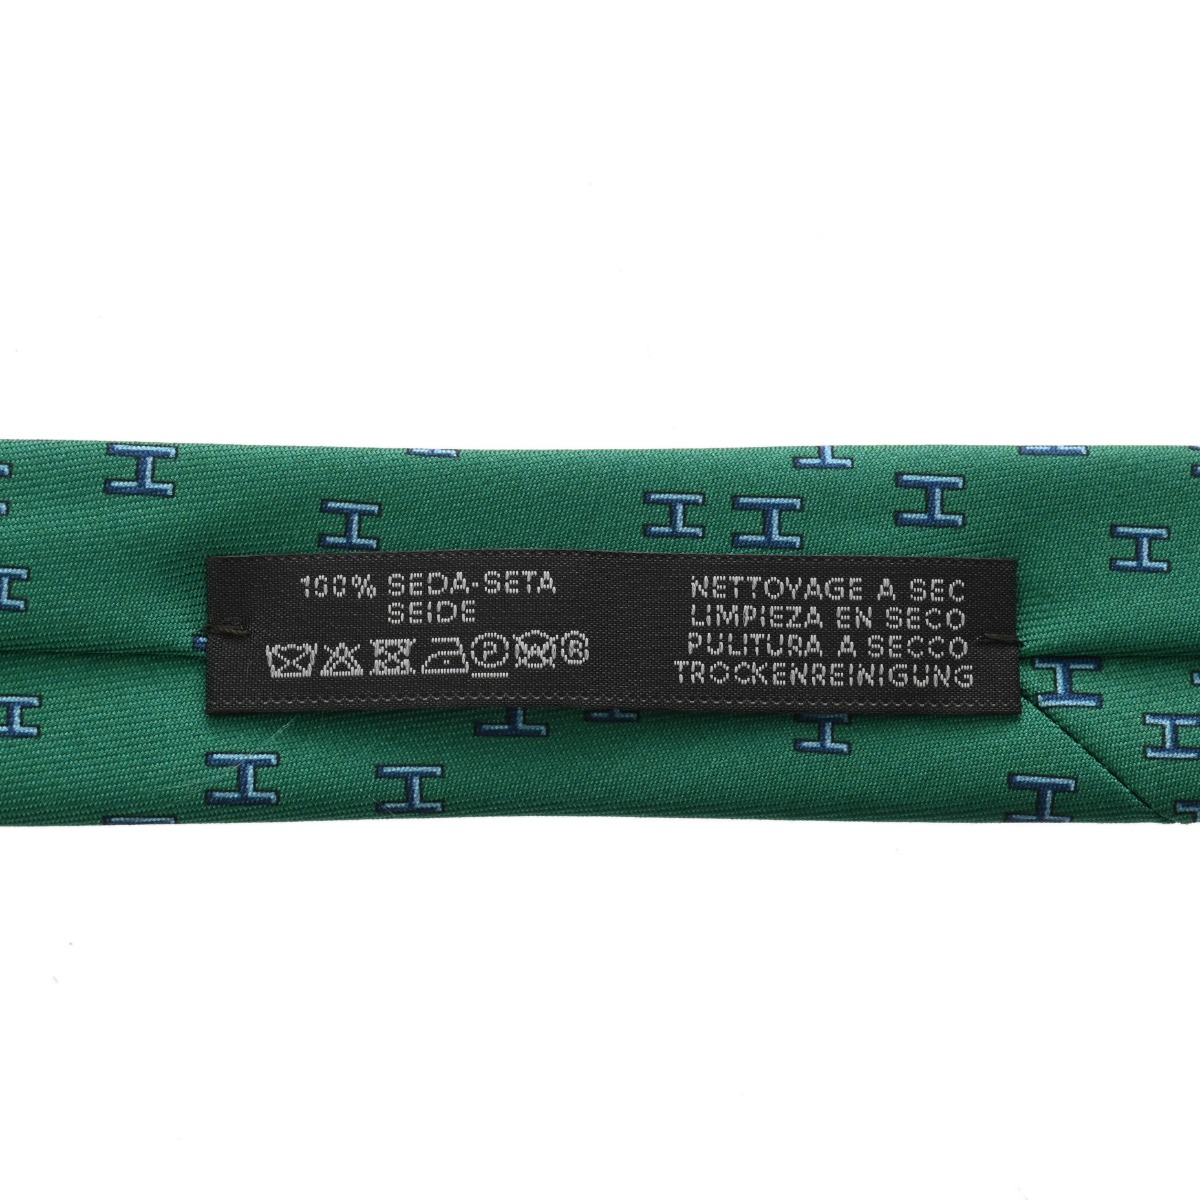 100% SEDA-SETA
SEIDE
P
R
NETTOYAGE A SEC
LIMPIEZA EN SECO
PULITURA A SECCO
TROCKENREINIGUNG